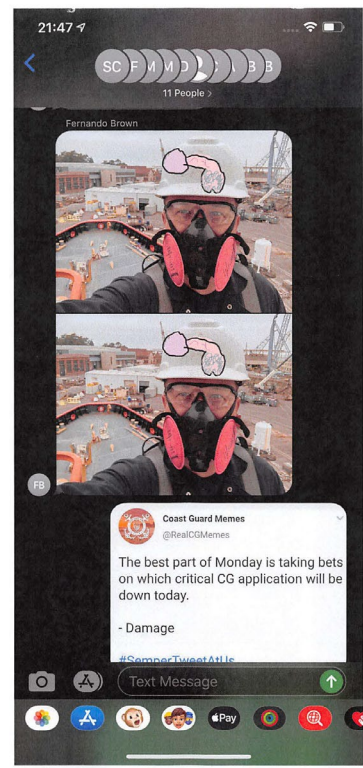 21:47
SC F M M D C A B B
11 People >
Fernando Brown
FB
Coast Guard Memes
@RealCGMemes
The best part of Monday is taking bets
on which critical CG application will be
down today.
- Damage
#SemperTweetAtUs
Text Message
Pay